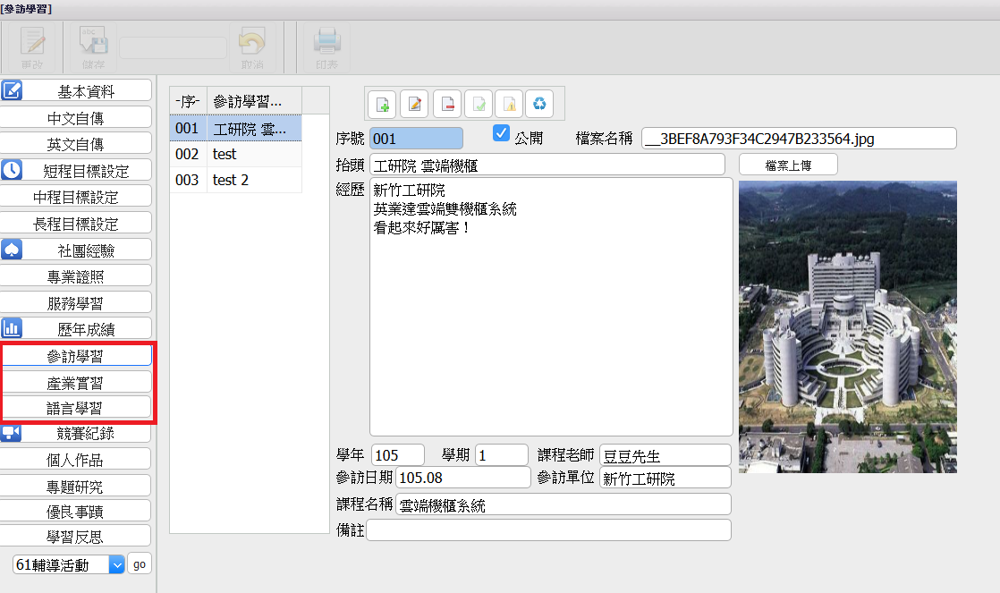 [參訪學習]
更改
儲存
取消
印表
基本資料
中文自傳
英文自傳
短程目標設定
中程目標設定
長程目標設定
社團經驗
專業證照
服務學習
歷年成績
參訪學習
產業實習
語言學習
競賽紀錄
個人作品
專題研究
優良事蹟
學習反思
61輔導活動
go
-序- 參訪學習...
001 工研院 雲...
002 test
003 test 2
序號 001 公開 檔案名稱 __3BEF8A793F34C2947B233564.jpg
抬頭 工研院 雲端機櫃 檔案上傳
經歷 新竹工研院
英業達雲端雙機櫃系統
看起來好厲害！
學年 105 學期 1 課程老師 豆豆先生
參訪日期 105.08 參訪單位 新竹工研院
課程名稱 雲端機櫃系統
備註